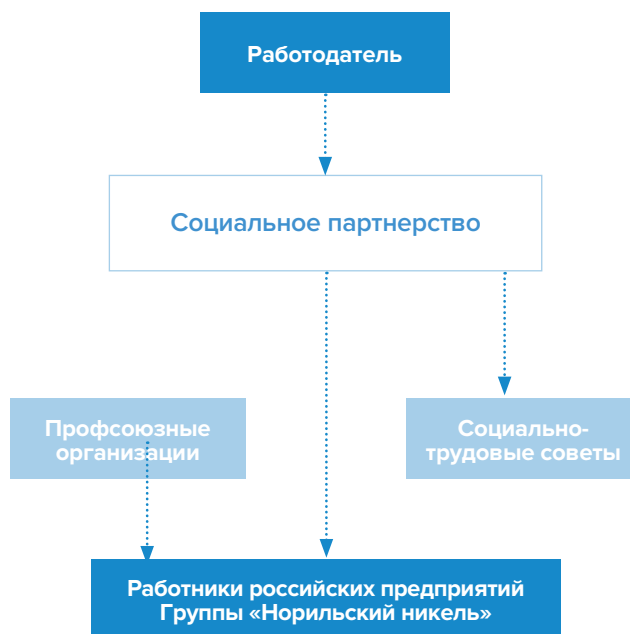 Работодатель
Социальное партнерство
Профсоюзные
организации
Социально-
трудовые советы
Работники российских предприятий
Группы «Норильский никель»